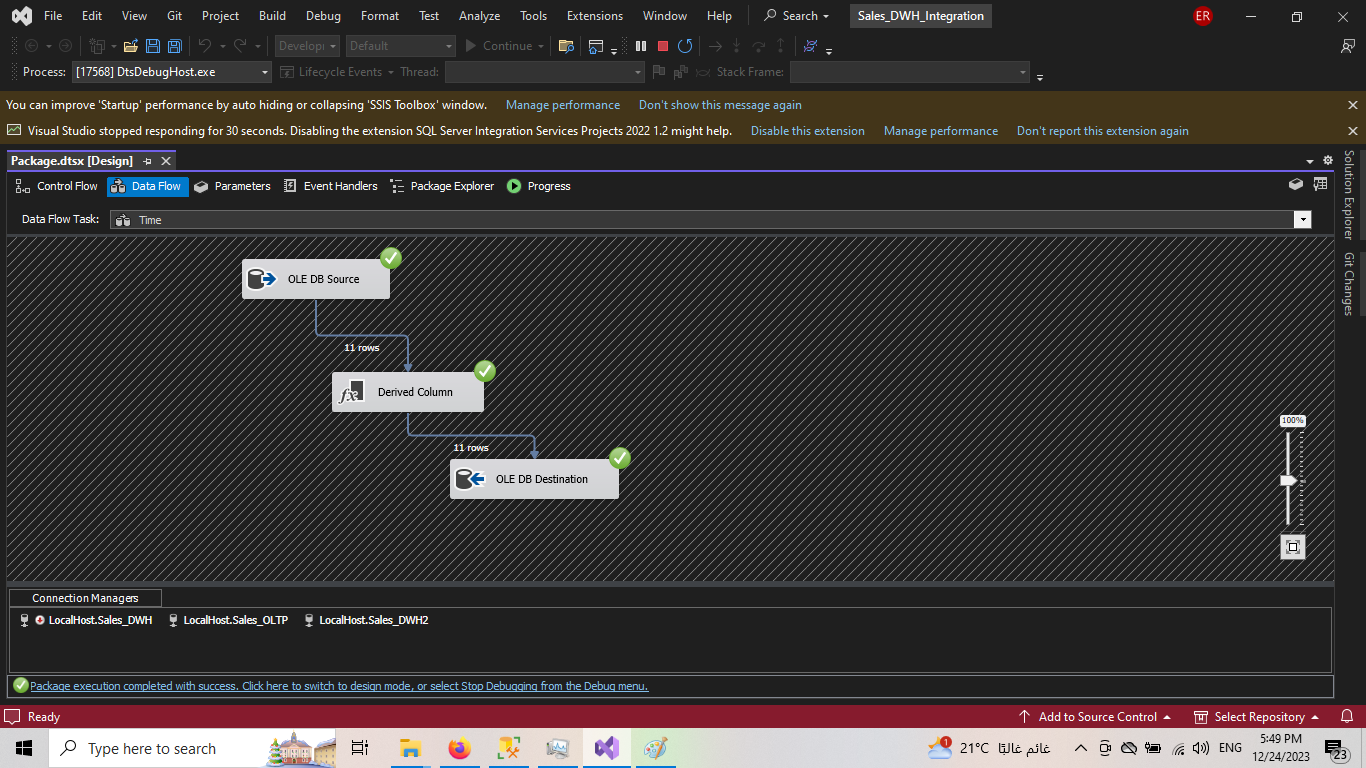 File Edit View Git Project Build Debug Format Test Analyze Tools Extensions Window Help Search Sales_DWH_Integration ER
Develop Default Continue
Process: [17568] DtsDebugHost.exe Lifecycle Events Thread: Stack Frame:
You can improve 'Startup' performance by auto hiding or collapsing 'SSIS Toolbox' window. Manage performance Don't show this message again
Visual Studio stopped responding for 30 seconds. Disabling the extension SQL Server Integration Services Projects 2022 1.2 might help. Disable this extension Manage performance Don't report this extension again
Package.dtsx [Design]
Control Flow Data Flow Parameters Event Handlers Package Explorer Progress
Data Flow Task: Time
Solution Explorer
Git Changes
OLE DB Source
11 rows
fx Derived Column
11 rows
OLE DB Destination
100%
Connection Managers
LocalHost.Sales_DWH LocalHost.Sales_OLTP LocalHost.Sales_DWH2
Package execution completed with success. Click here to switch to design mode, or select Stop Debugging from the Debug menu.
Ready Add to Source Control Select Repository
Type here to search 1 21°C غائم غالبًا ENG 5:49 PM
12/24/2023 23